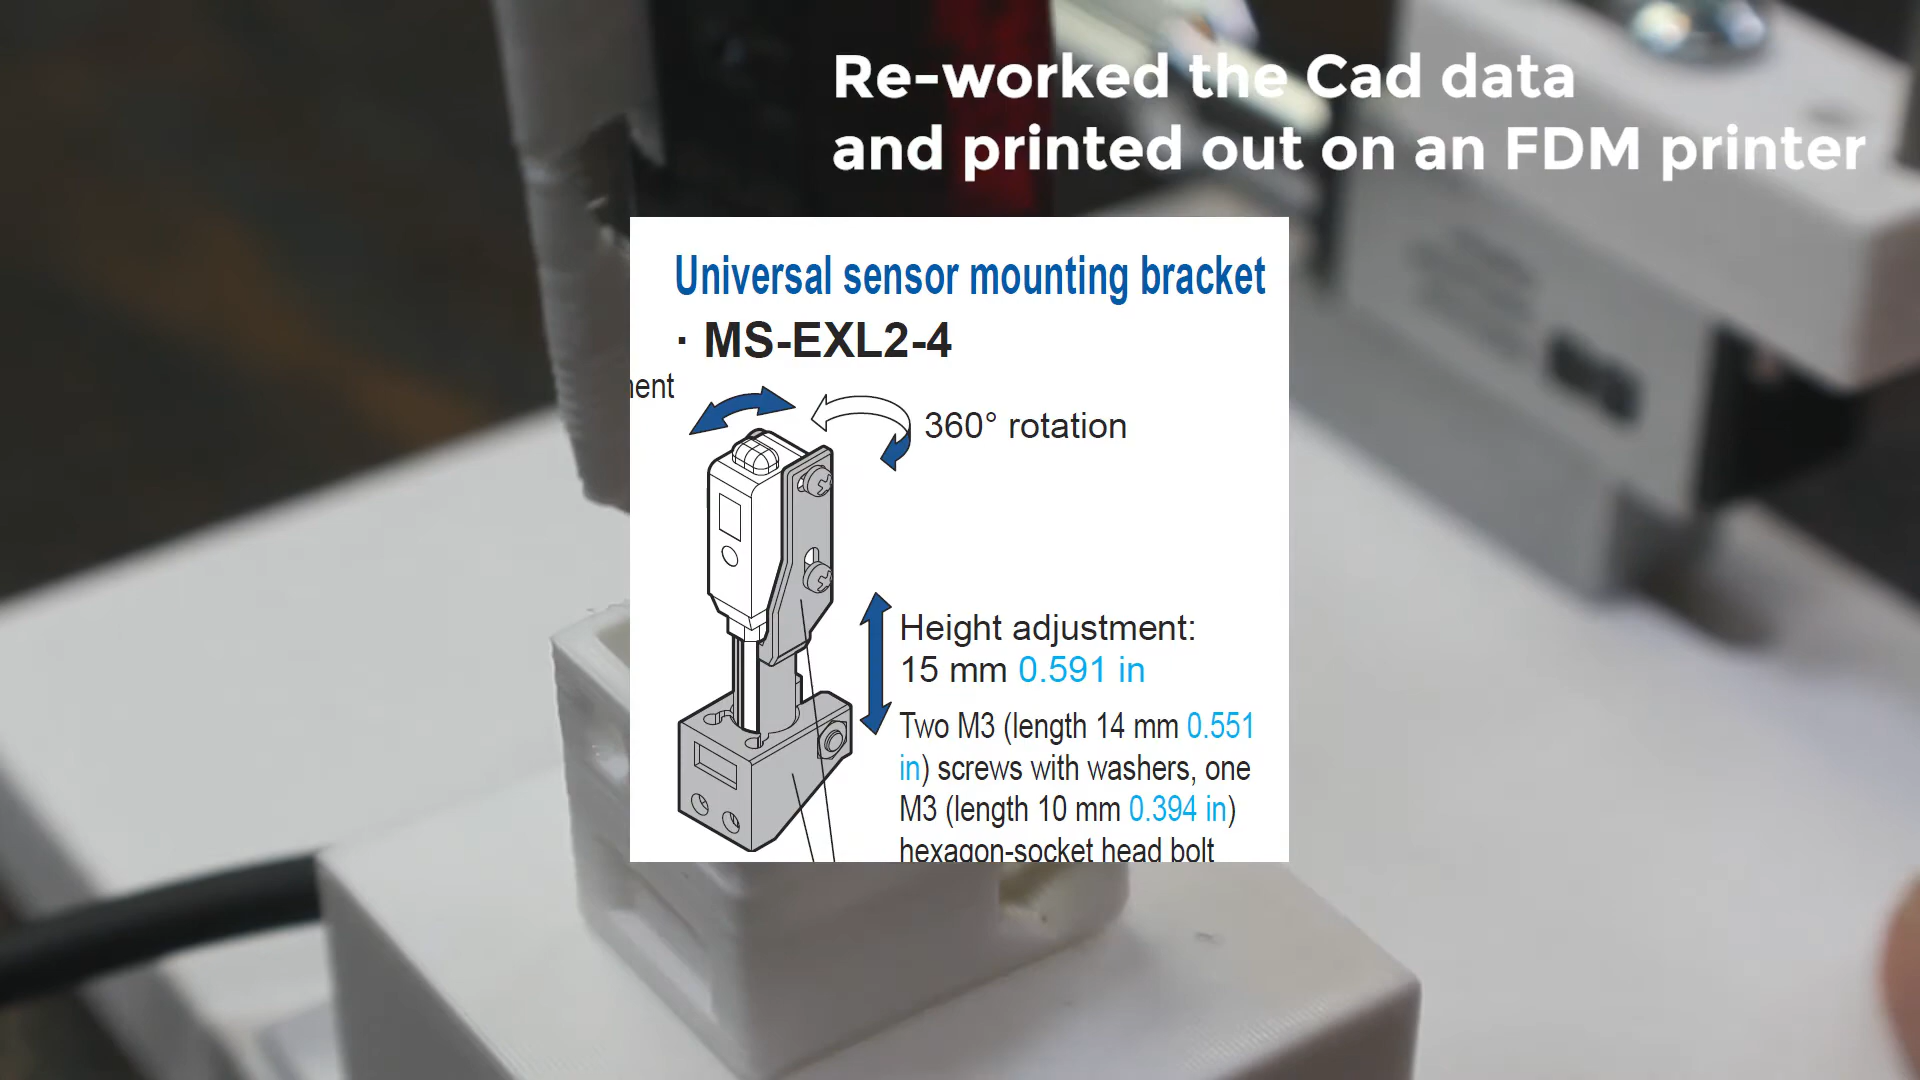 Re-worked the Cad data
and printed out on an FDM printer
Universal sensor mounting bracket
· MS-EXL2-4
360° rotation
Height adjustment:
15 mm 0.591 in
Two M3 (length 14 mm 0.551
in) screws with washers, one
M3 (length 10 mm 0.394 in)
hexagon-socket head bolt